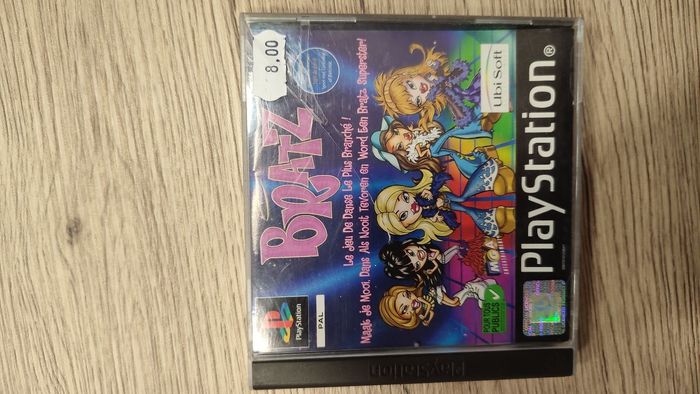 8,00
PlayStation
PAL
BRATZ
Le Jeu De Danse Le Plus Branché !
Maak Je Mooi, Dans Als Nooit Tevoren en Word Een Bratz Superstar!
Ubi Soft
POUR TOUS
PUBLICS
PlayStation®
PlayStation